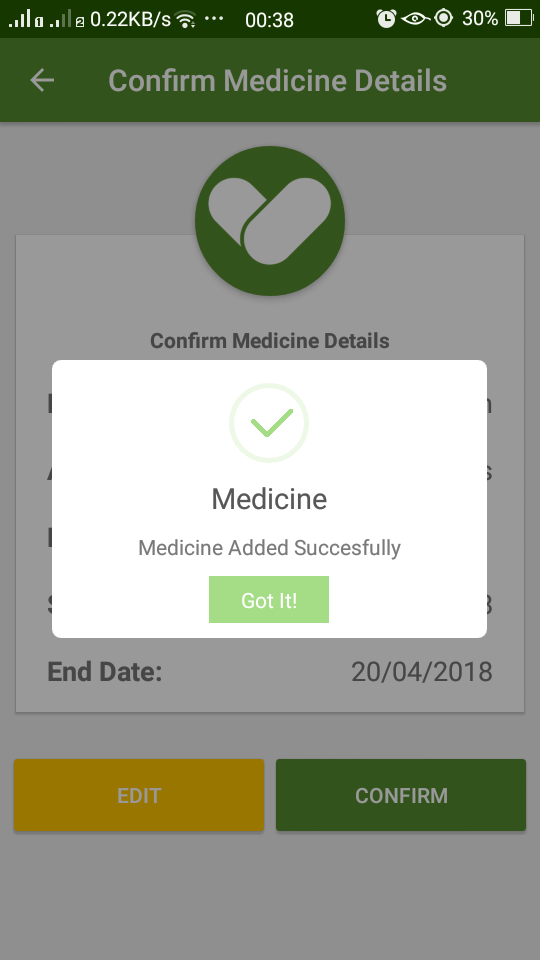 0.22KB/s ... 00:38 30%
Confirm Medicine Details
Confirm Medicine Details
Medicine
Medicine Added Succesfully
Got It!
End Date: 20/04/2018
EDIT CONFIRM